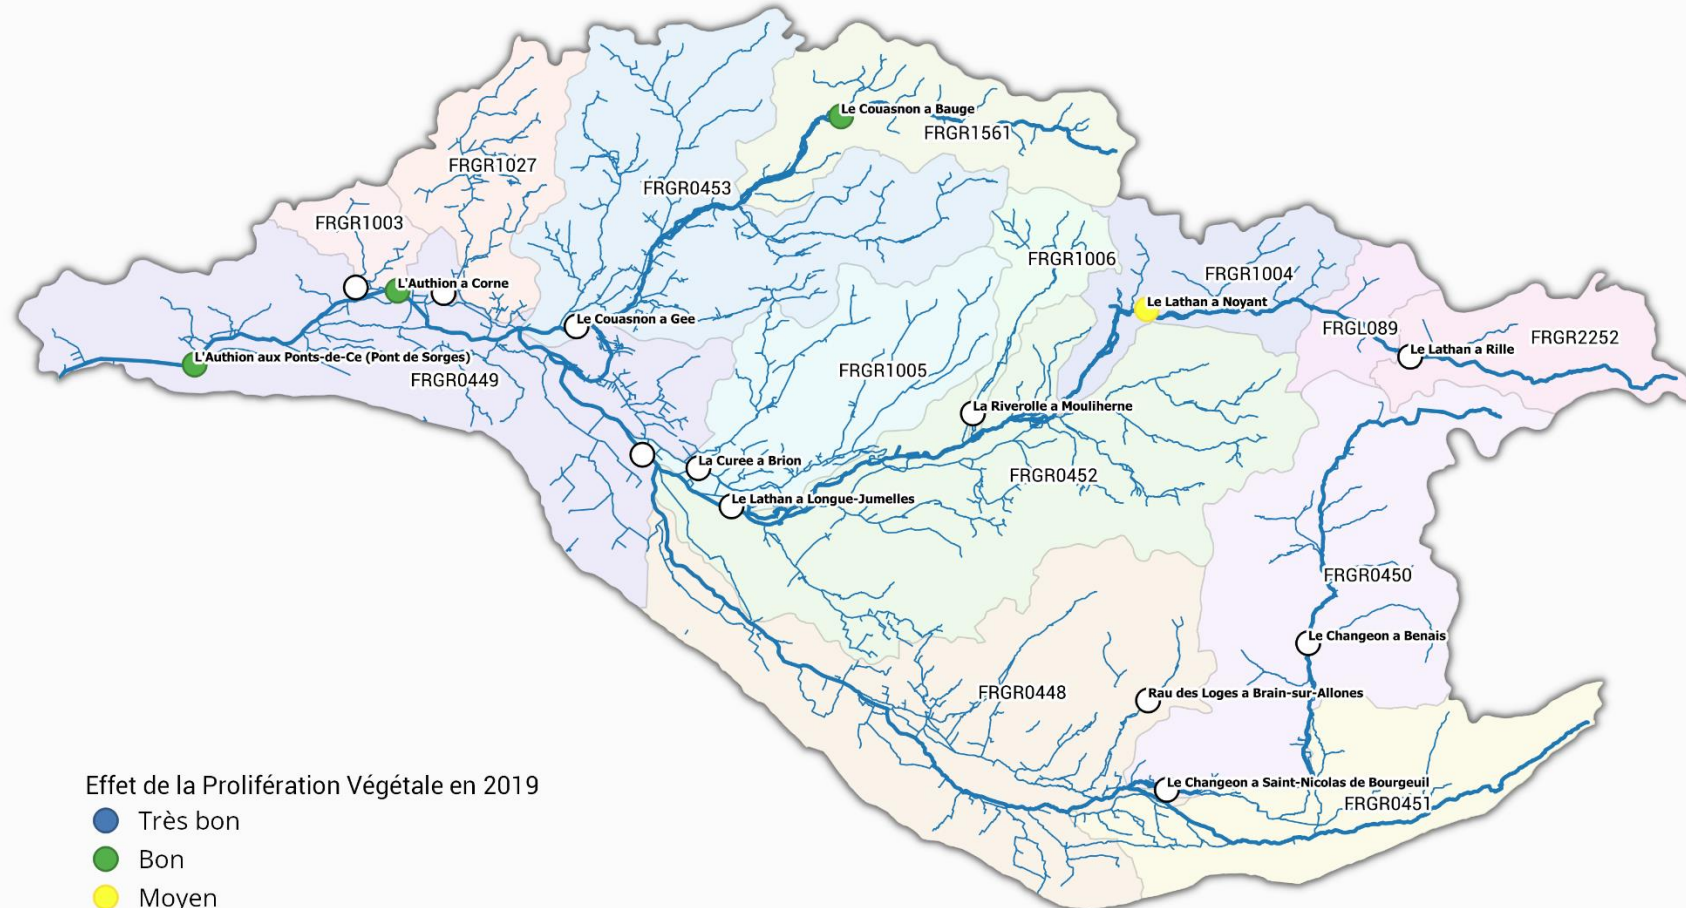 Le Couasnon a Bauge
FRGR1561
FRGR1027
FRGR0453
FRGR1003
FRGR1006
FRGR1004
L'Authion a Corne
Le Lathan a Noyant
Le Couasnon a Gee
FRGL089
FRGR2252
Le Lathan a Rille
L'Authion aux Ponts-de-Ce (Pont de Sorges)
FRGR0449
FRGR1005
La Riverolle a Mouliherne
La Curee a Brion
FRGR0452
Le Lathan a Longue-Jumelles
FRGR0450
Le Changeon a Benais
FRGR0448
Rau des Loges a Brain-sur-Allones
Le Changeon a Saint-Nicolas de Bourgeuil
FRGR0451
Effet de la Prolifération Végétale en 2019
Très bon
Bon
Moyen